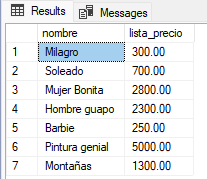 Results Messages
nombre lista_precio
1 Milagro 300.00
2 Soleado 700.00
3 Mujer Bonita 2800.00
4 Hombre guapo 2300.00
5 Barbie 250.00
6 Pintura genial 5000.00
7 Montañas 1300.00